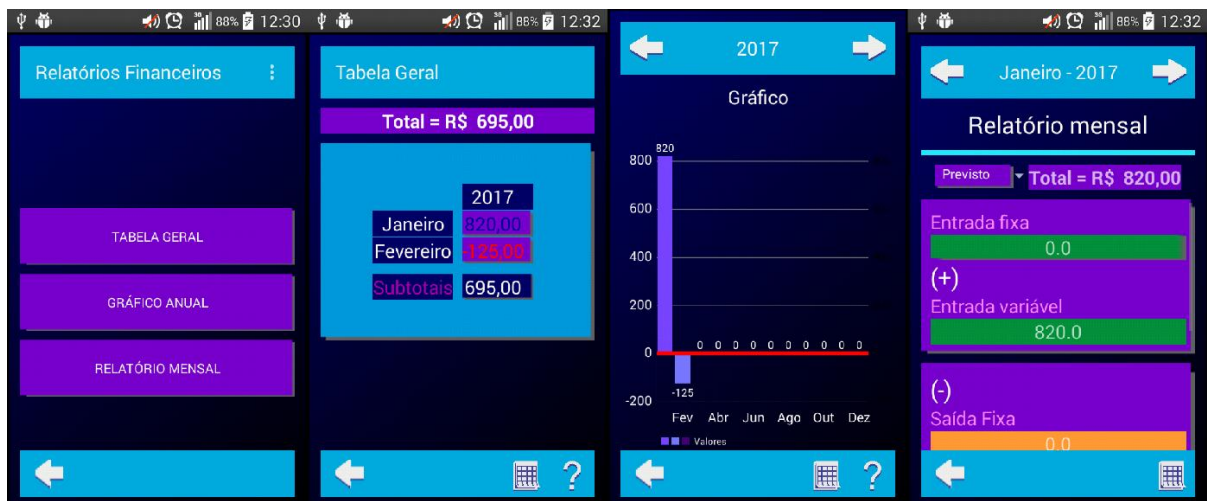 88% 12:30
Relatórios Financeiros
TABELA GERAL
GRÁFICO ANUAL
RELATÓRIO MENSAL
88% 12:32
Tabela Geral
Total = R$ 695,00
2017
Janeiro 820,00
Fevereiro -125,00
Subtotais 695,00
?
2017
Gráfico
820
800
600
400
200
0 0 0 0 0 0 0 0 0 0 0
-125
-200
Fev Abr Jun Ago Out Dez
Valores
?
88% 12:32
Janeiro - 2017
Relatório mensal
Previsto Total = R$ 820,00
Entrada fixa
0.0
(+)
Entrada variável
820.0
(-)
Saída Fixa
0.0